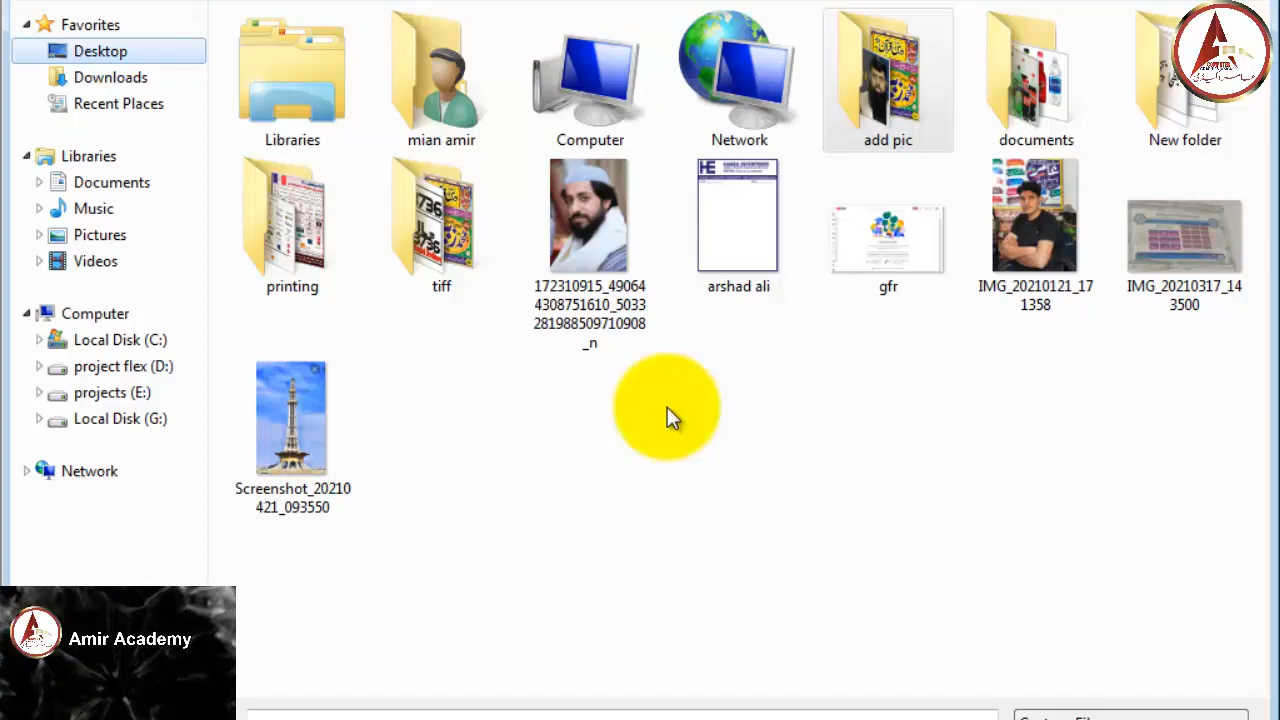 Favorites
Desktop
Downloads
Recent Places
Libraries
Documents
Music
Pictures
Videos
Computer
Local Disk (C:)
project flex (D:)
projects (E:)
Local Disk (G:)
Network
Libraries
mian amir
Computer
Network
add pic
documents
New folder
printing
tiff
172310915_49064
4308751610_5033
281988509710908
_n
arshad ali
gfr
IMG_20210121_17
1358
IMG_20210317_14
3500
Screenshot_20210
421_093550
Amir Academy